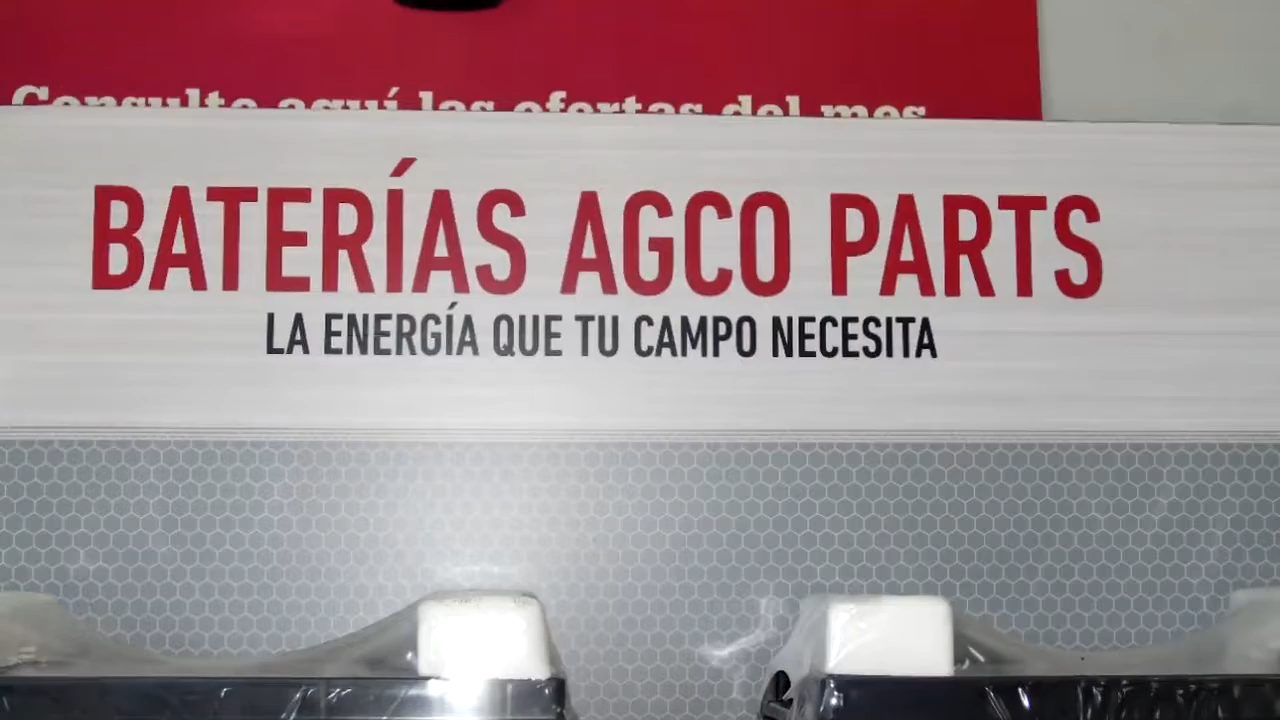 Consulte aquí las ofertas del mes
BATERÍAS AGCO PARTS
LA ENERGÍA QUE TU CAMPO NECESITA